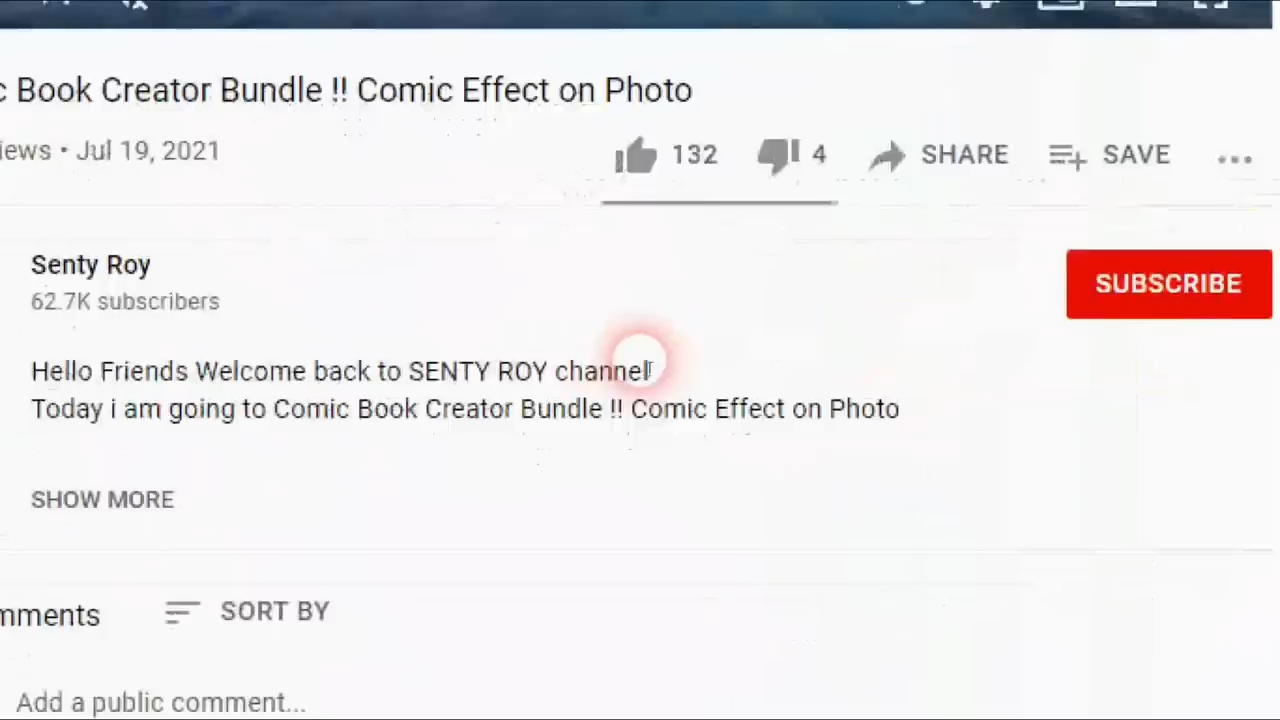 c Book Creator Bundle !! Comic Effect on Photo
iews • Jul 19, 2021
132 4 SHARE SAVE
Senty Roy
62.7K subscribers
SUBSCRIBE
Hello Friends Welcome back to SENTY ROY channel
Today i am going to Comic Book Creator Bundle !! Comic Effect on Photo
SHOW MORE
mments SORT BY
Add a public comment...